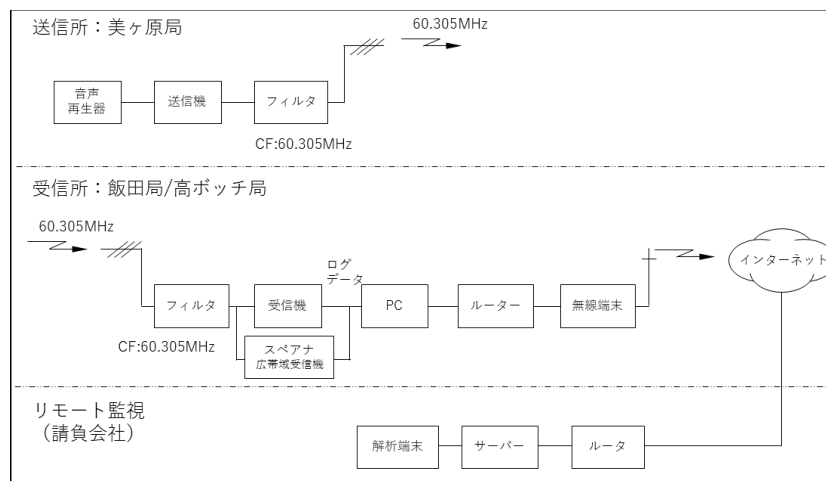 送信所：美ヶ原局
60.305MHz
音声
再生器
送信機
フィルタ
CF:60.305MHz
受信所：飯田局/高ボッチ局
60.305MHz
ログ
データ
インターネット
フィルタ
受信機
PC
ルーター
無線端末
CF:60.305MHz
スペアナ
広帯域受信機
リモート監視
（請負会社）
解析端末
サーバー
ルータ